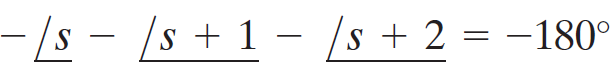 −∠s − ∠s + 1 − ∠s + 2 = −180°